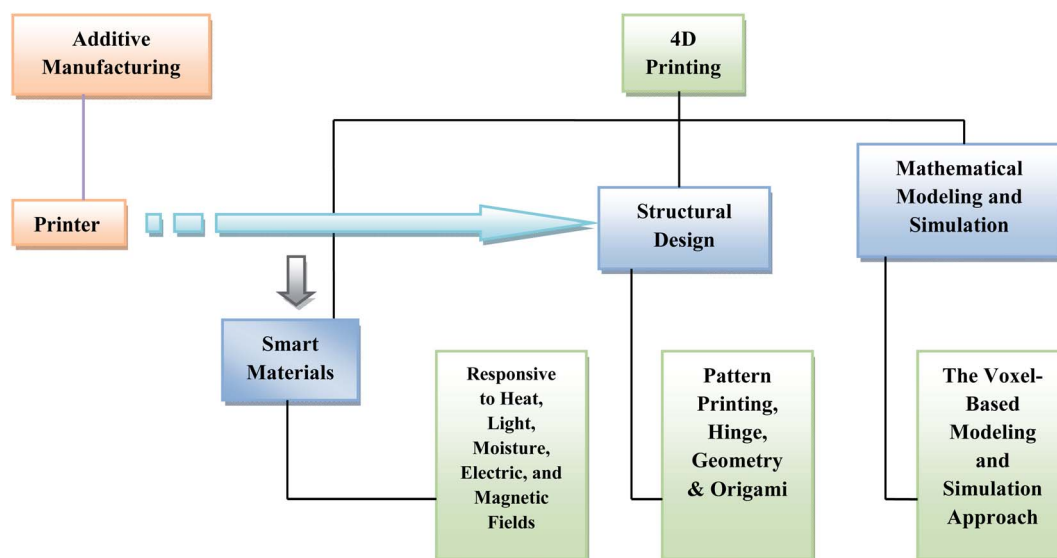 Additive
Manufacturing
4D
Printing
Printer
Structural
Design
Mathematical
Modeling and
Simulation
Smart
Materials
Responsive
to Heat,
Light,
Moisture,
Electric, and
Magnetic
Fields
Pattern
Printing,
Hinge,
Geometry
& Origami
The Voxel-
Based
Modeling
and
Simulation
Approach